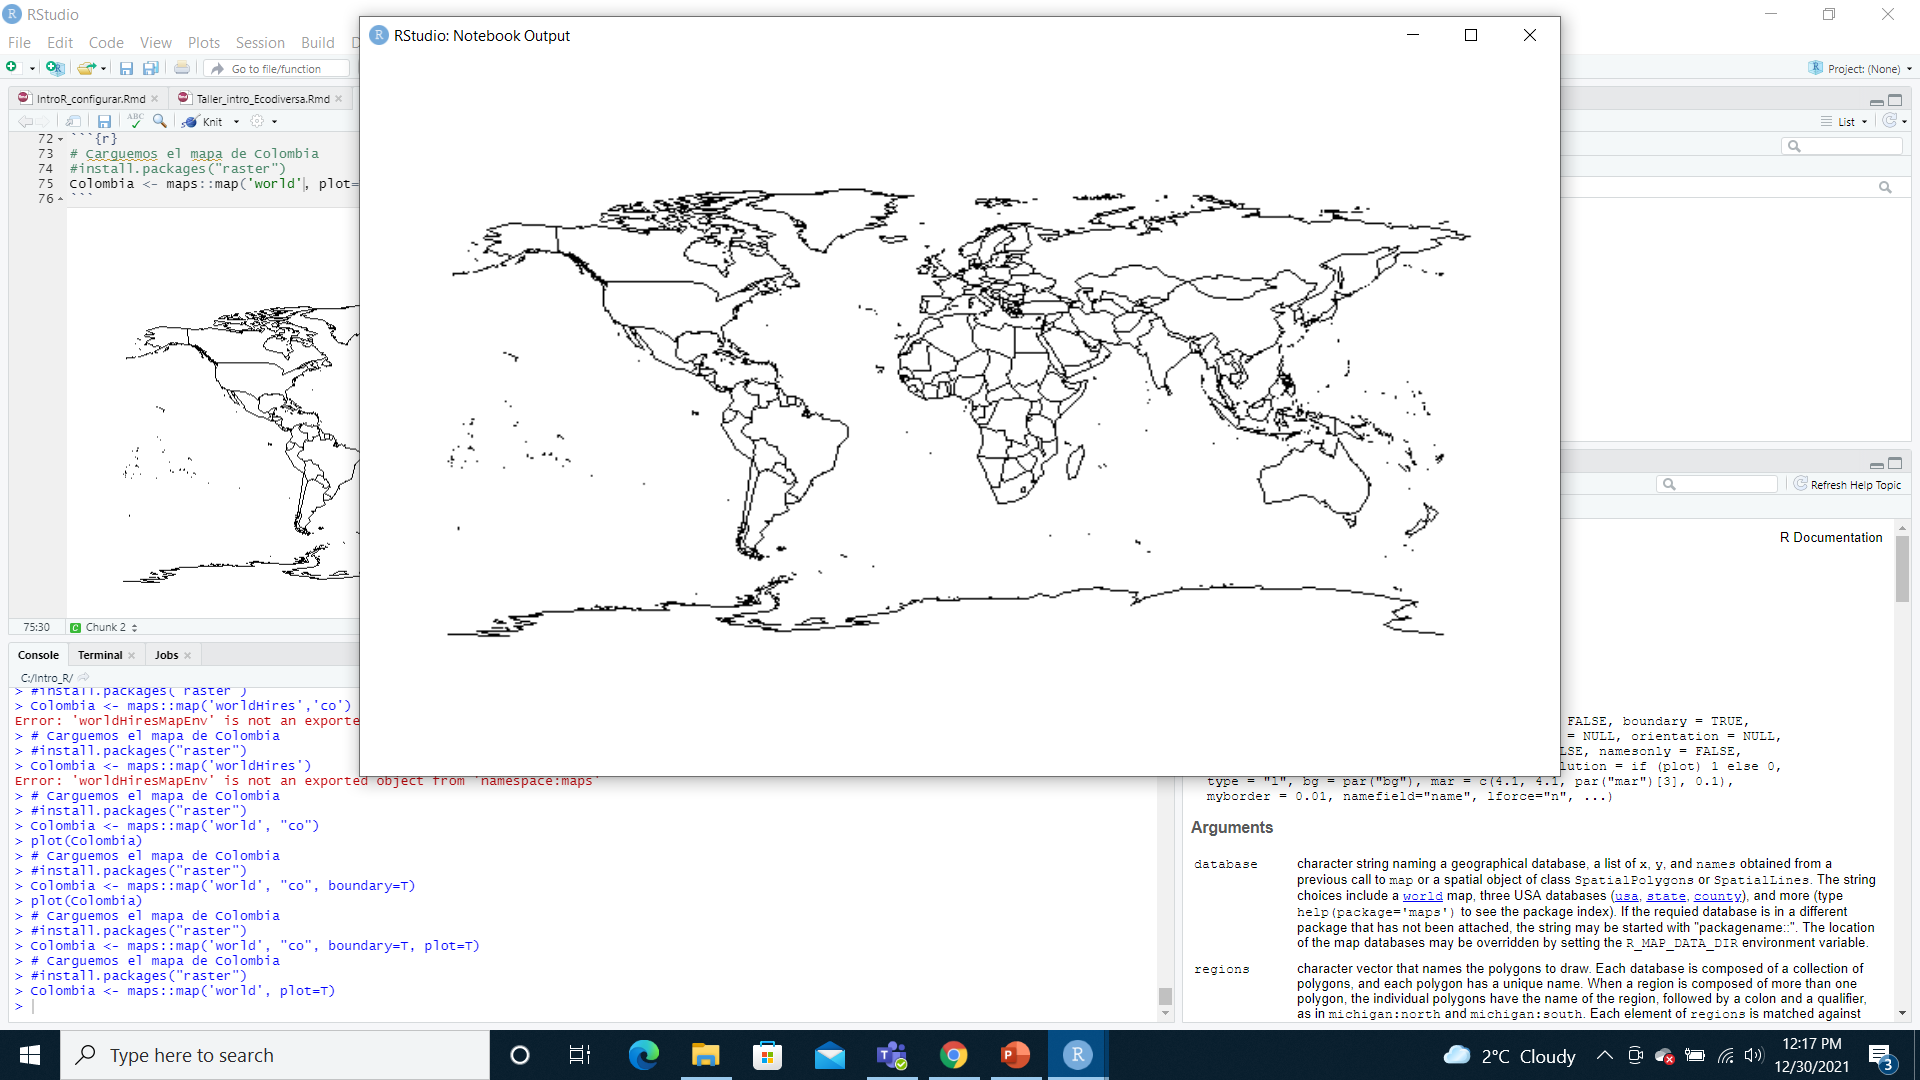 RStudio
File Edit Code View Plots Session Build D
Go to file/function
Project: (None)
IntroR_configurar.Rmd
Taller_intro_Ecodiversa.Rmd
ABC
Knit
72 ```{r}
73 # Carguemos el mapa de Colombia
74 #install.packages("raster")
75 Colombia <- maps::map('world', plot=
76 ```
75:30
C Chunk 2
RStudio: Notebook Output
List
Refresh Help Topic
R Documentation
Console
Terminal
Jobs
C:/Intro_R/
> #install.packages("raster")
> Colombia <- maps::map('worldHires','co')
Error: 'worldHiresMapEnv' is not an exporte
> # Carguemos el mapa de Colombia
> #install.packages("raster")
> Colombia <- maps::map('worldHires')
Error: 'worldHiresMapEnv' is not an exported object from 'namespace:maps'
> # Carguemos el mapa de Colombia
> #install.packages("raster")
> Colombia <- maps::map('world', "co")
> plot(Colombia)
> # Carguemos el mapa de Colombia
> #install.packages("raster")
> Colombia <- maps::map('world', "co", boundary=T)
> plot(Colombia)
> # Carguemos el mapa de Colombia
> #install.packages("raster")
> Colombia <- maps::map('world', "co", boundary=T, plot=T)
> # Carguemos el mapa de Colombia
> #install.packages("raster")
> Colombia <- maps::map('world', plot=T)
>
FALSE, boundary = TRUE,
= NULL, orientation = NULL,
LSE, namesonly = FALSE,
lution = if (plot) 1 else 0,
type = "l", bg = par("bg"), mar = c(4.1, 4.1, par("mar")[3], 0.1),
myborder = 0.01, namefield="name", lforce="n", ...)
Arguments
database
character string naming a geographical database, a list of x, y, and names obtained from a
previous call to map or a spatial object of class SpatialPolygons or SpatialLines. The string
choices include a world map, three USA databases (usa, state, county), and more (type
help(package='maps') to see the package index). If the requied database is in a different
package that has not been attached, the string may be started with "packagename::". The location
of the map databases may be overridden by setting the R_MAP_DATA_DIR environment variable.
regions
character vector that names the polygons to draw. Each database is composed of a collection of
polygons, and each polygon has a unique name. When a region is composed of more than one
polygon, the individual polygons have the name of the region, followed by a colon and a qualifier,
as in michigan:north and michigan:south. Each element of regions is matched against
Type here to search
2°C Cloudy
12:17 PM
12/30/2021
3